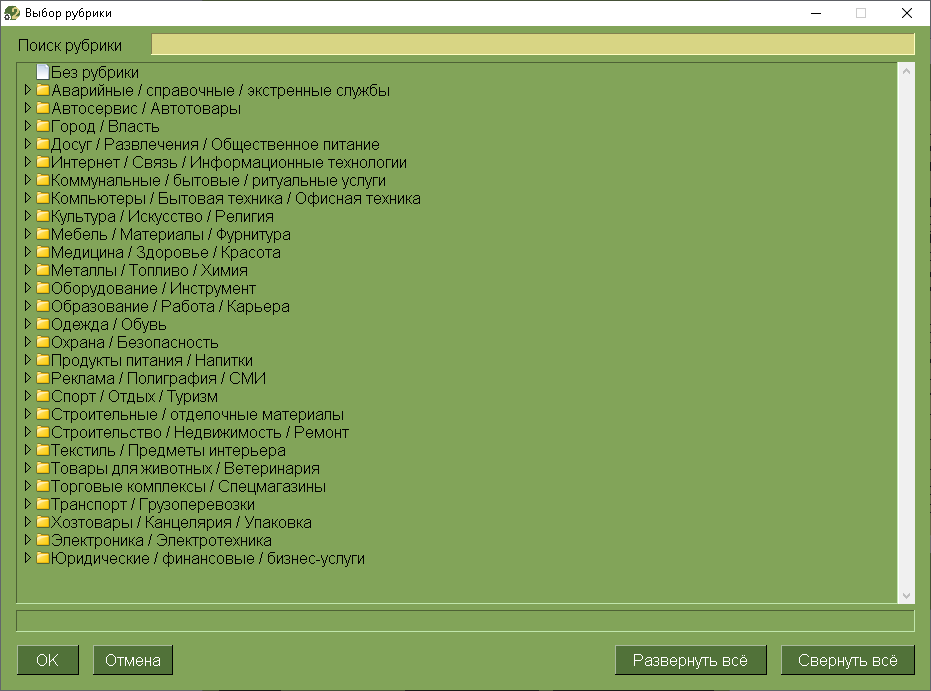 Выбор рубрики
Поиск рубрики
Без рубрики
Аварийные / справочные / экстренные службы
Автосервис / Автотовары
Город / Власть
Досуг / Развлечения / Общественное питание
Интернет / Связь / Информационные технологии
Коммунальные / бытовые / ритуальные услуги
Компьютеры / Бытовая техника / Офисная техника
Культура / Искусство / Религия
Мебель / Материалы / Фурнитура
Медицина / Здоровье / Красота
Металлы / Топливо / Химия
Оборудование / Инструмент
Образование / Работа / Карьера
Одежда / Обувь
Охрана / Безопасность
Продукты питания / Напитки
Реклама / Полиграфия / СМИ
Спорт / Отдых / Туризм
Строительные / отделочные материалы
Строительство / Недвижимость / Ремонт
Текстиль / Предметы интерьера
Товары для животных / Ветеринария
Торговые комплексы / Спецмагазины
Транспорт / Грузоперевозки
Хозтовары / Канцелярия / Упаковка
Электроника / Электротехника
Юридические / финансовые / бизнес-услуги
OK Отмена Развернуть всё Свернуть всё